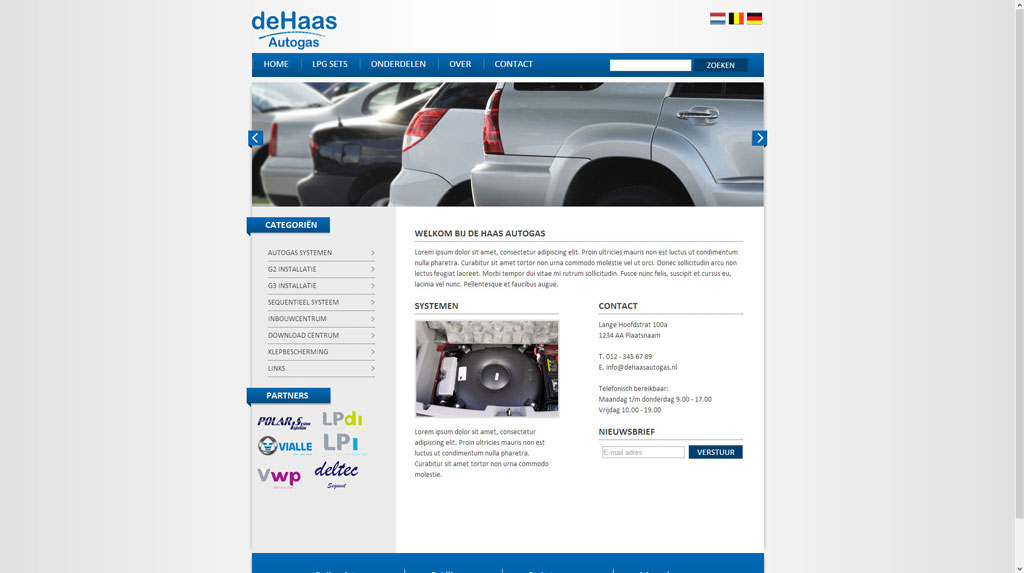 deHaas
Autogas
HOME LPG SETS ONDERDELEN OVER CONTACT ZOEKEN
CATEGORIËN
AUTOGAS SYSTEMEN
G2 INSTALLATIE
G3 INSTALLATIE
SEQUENTIEEL SYSTEEM
INBOUWCENTRUM
DOWNLOAD CENTRUM
KLEPBESCHERMING
LINKS
PARTNERS
POLAR
LPdi
VIALLE
LPi
Vwp
deltec
Sequent
WELKOM BIJ DE HAAS AUTOGAS
Lorem ipsum dolor sit amet, consectetur adipiscing elit. Proin ultricies mauris non est luctus ut condimentum
nulla pharetra. Curabitur sit amet tortor non urna commodo molestie vel ut orci. Donec sollicitudin arcu non
lectus feugiat laoreet. Morbi tempor dui vitae mi rutrum sollicitudin. Fusce nunc felis, suscipit et cursus eu,
lacinia vel nunc. Pellentesque et faucibus augue.
SYSTEMEN
Lorem ipsum dolor sit amet, consectetur
adipiscing elit. Proin ultricies mauris non est
luctus ut condimentum nulla pharetra.
Curabitur sit amet tortor non urna commodo
molestie.
CONTACT
Lange Hoofdstrat 100a
1234 AA Plaatsnaam
T. 012 - 345 67 89
E. info@dehaasautogas.nl
Telefonisch bereikbaar:
Maandag t/m donderdag 9.00 - 17.00
Vrijdag 10.00 - 19.00
NIEUWSBRIEF
E-mail adres VERSTUUR